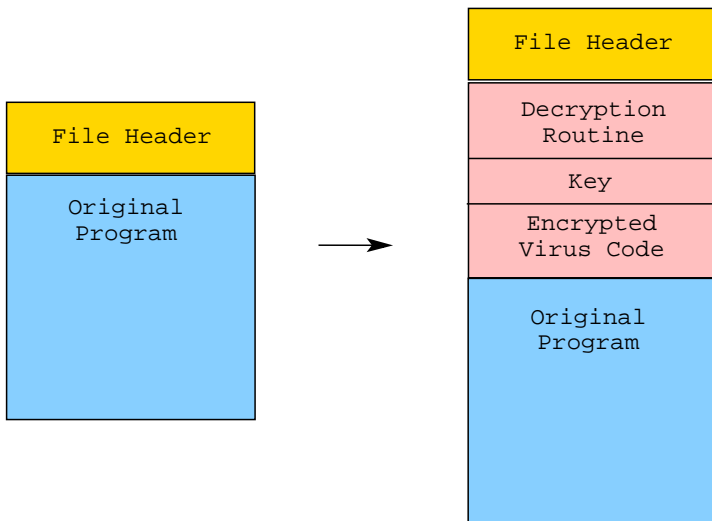 File Header
Original
Program
File Header
Decryption
Routine
Key
Encrypted
Virus Code
Original
Program